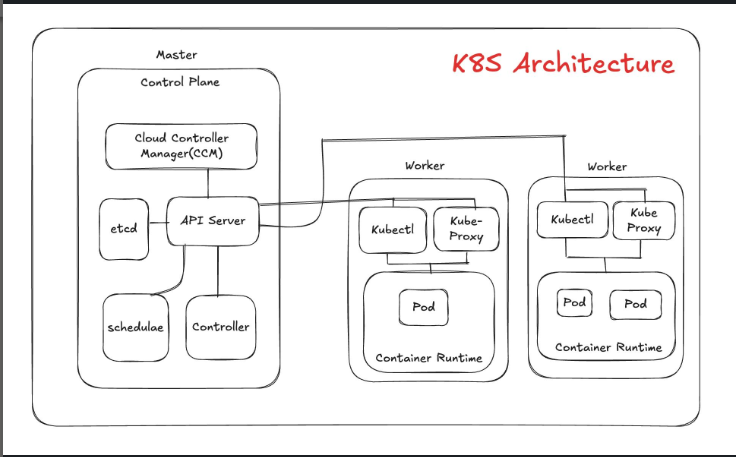 Master
K8S Architecture
Control Plane
Cloud Controller
Manager(CCM)
API Server
etcd
schedulae
Controller
Worker
Kubectl
Kube-
Proxy
Pod
Container Runtime
Worker
Kubectl
Kube
Proxy
Pod
Pod
Container Runtime